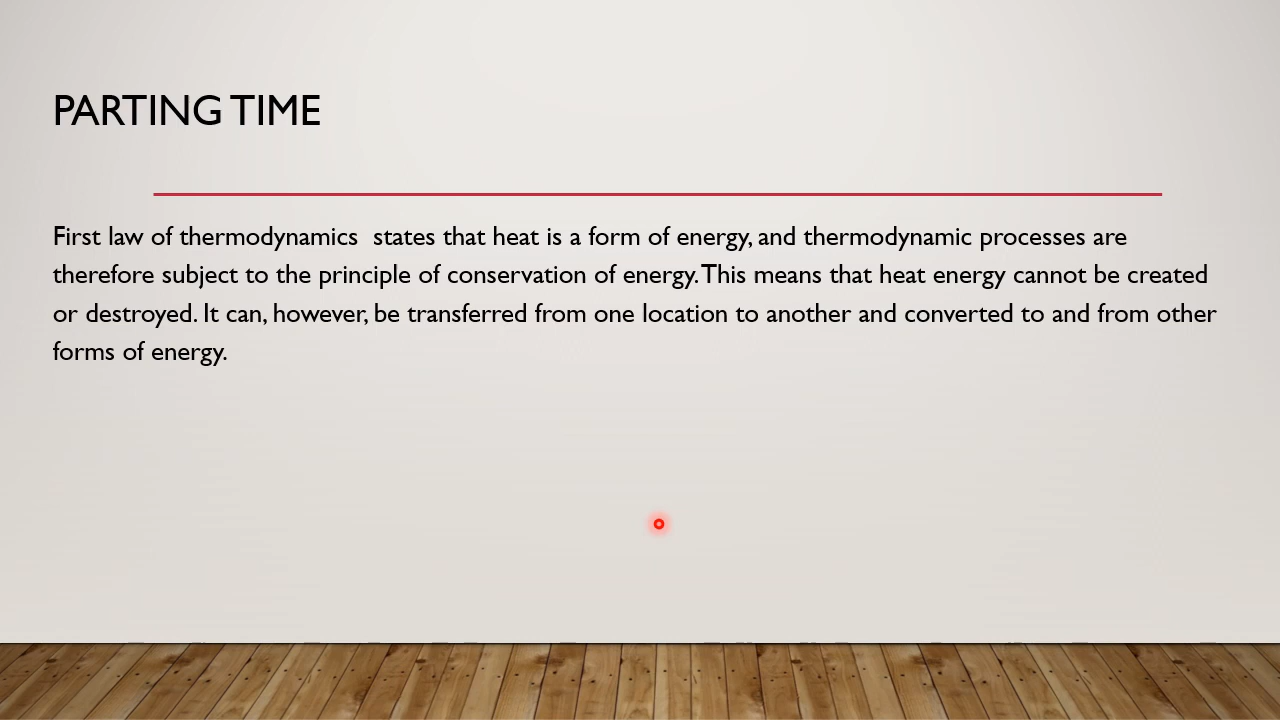 PARTING TIME
First law of thermodynamics  states that heat is a form of energy, and thermodynamic processes are
therefore subject to the principle of conservation of energy. This means that heat energy cannot be created
or destroyed. It can, however, be transferred from one location to another and converted to and from other
forms of energy.